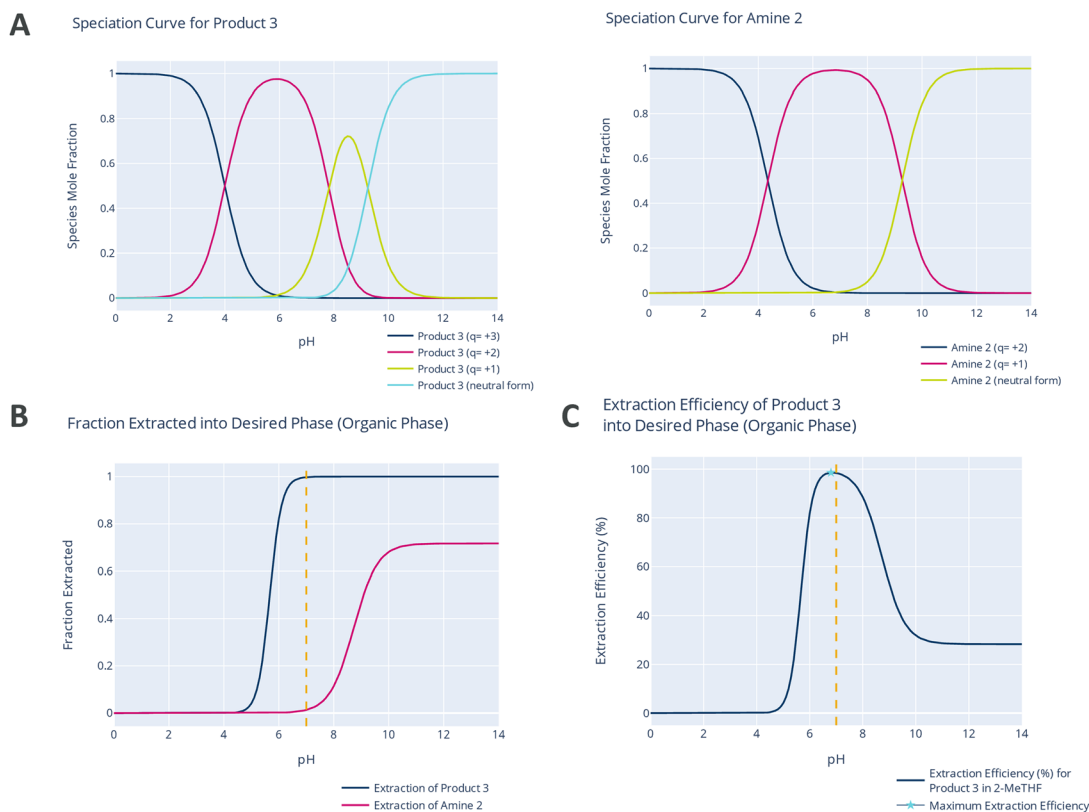 A
Speciation Curve for Product 3
Species Mole Fraction
1
0.8
0.6
0.4
0.2
0
0 2 4 6 8 10 12 14
pH
Product 3 (q= +3)
Product 3 (q= +2)
Product 3 (q= +1)
Product 3 (neutral form)
Speciation Curve for Amine 2
Species Mole Fraction
1
0.8
0.6
0.4
0.2
0
0 2 4 6 8 10 12 14
pH
Amine 2 (q= +2)
Amine 2 (q= +1)
Amine 2 (neutral form)
B
Fraction Extracted into Desired Phase (Organic Phase)
Fraction Extracted
1
0.8
0.6
0.4
0.2
0
0 2 4 6 8 10 12 14
pH
Extraction of Product 3
Extraction of Amine 2
C
Extraction Efficiency of Product 3
into Desired Phase (Organic Phase)
Extraction Efficiency (%)
100
80
60
40
20
0
0 2 4 6 8 10 12 14
pH
Extraction Efficiency (%) for
Product 3 in 2-MeTHF
Maximum Extraction Efficiency